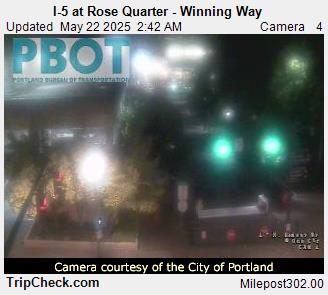 I-5 at Rose Quarter - Winning Way
Updated May 22 2025 2:42 AM Camera 4
PBOT
PORTLAND BUREAU OF TRANSPORTATION
Camera courtesy of the City of Portland
TripCheck.com Milepost302.00